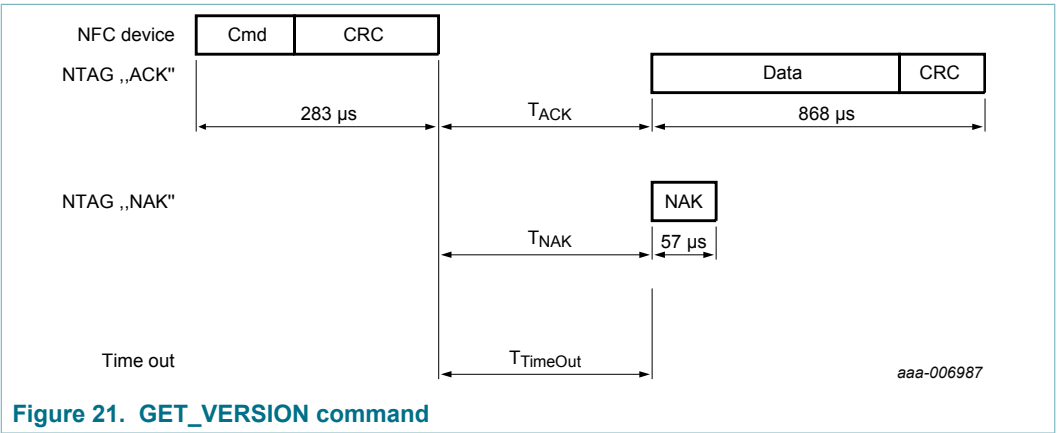 NFC device Cmd CRC
NTAG ,,ACK" Data CRC
283 µs TACK 868 µs
NTAG ,,NAK" NAK
TNAK 57 µs
Time out TTimeOut
aaa-006987
Figure 21. GET_VERSION command